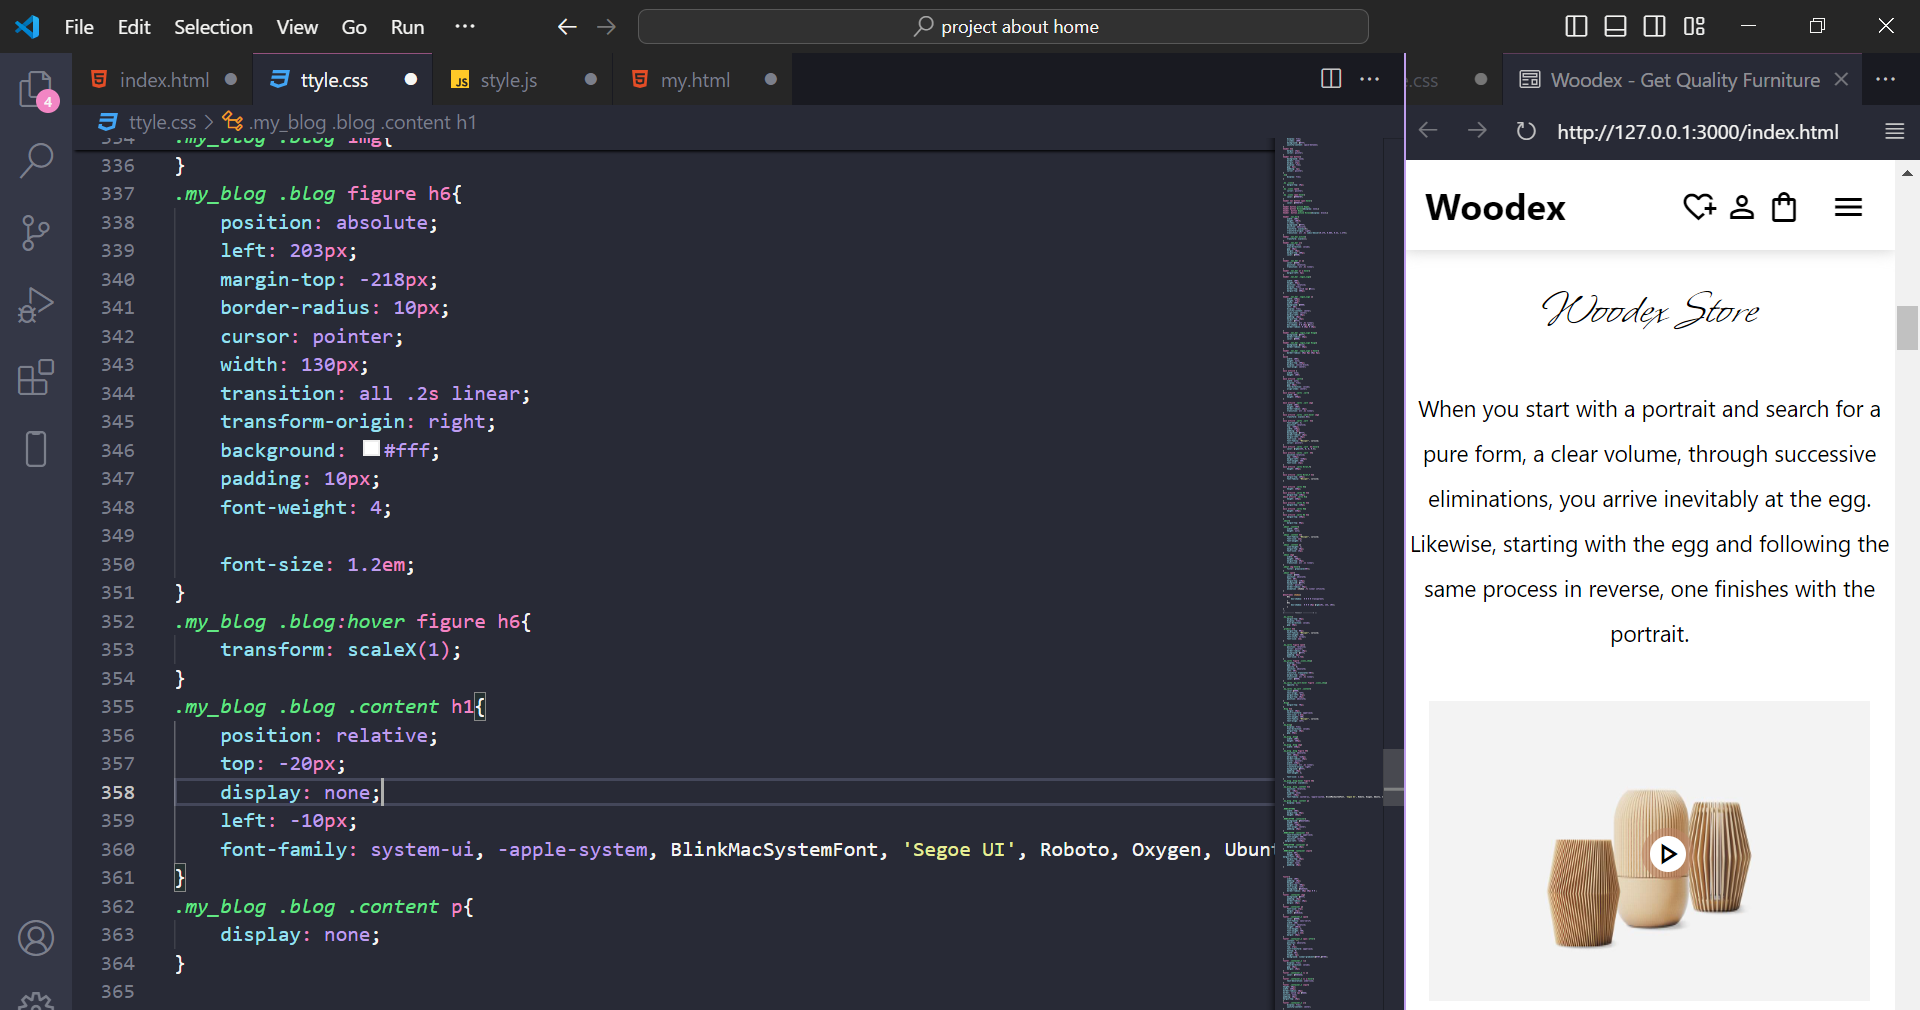 File Edit Selection View Go Run ···
project about home
index.html
ttyle.css
style.js
my.html
.css
Woodex - Get Quality Furniture
ttyle.css > .my_blog .blog .content h1
http://127.0.0.1:3000/index.html
4
334 .my_blog .blog img{
336 }
337 .my_blog .blog figure h6{
338 position: absolute;
339 left: 203px;
340 margin-top: -218px;
341 border-radius: 10px;
342 cursor: pointer;
343 width: 130px;
344 transition: all .2s linear;
345 transform-origin: right;
346 background: #fff;
347 padding: 10px;
348 font-weight: 4;
349
350 font-size: 1.2em;
351 }
352 .my_blog .blog:hover figure h6{
353 transform: scaleX(1);
354 }
355 .my_blog .blog .content h1{
356 position: relative;
357 top: -20px;
358 display: none;
359 left: -10px;
360 font-family: system-ui, -apple-system, BlinkMacSystemFont, 'Segoe UI', Roboto, Oxygen, Ubun
361 }
362 .my_blog .blog .content p{
363 display: none;
364 }
365
Woodex
Woodex Store
When you start with a portrait and search for a
pure form, a clear volume, through successive
eliminations, you arrive inevitably at the egg.
Likewise, starting with the egg and following the
same process in reverse, one finishes with the
portrait.